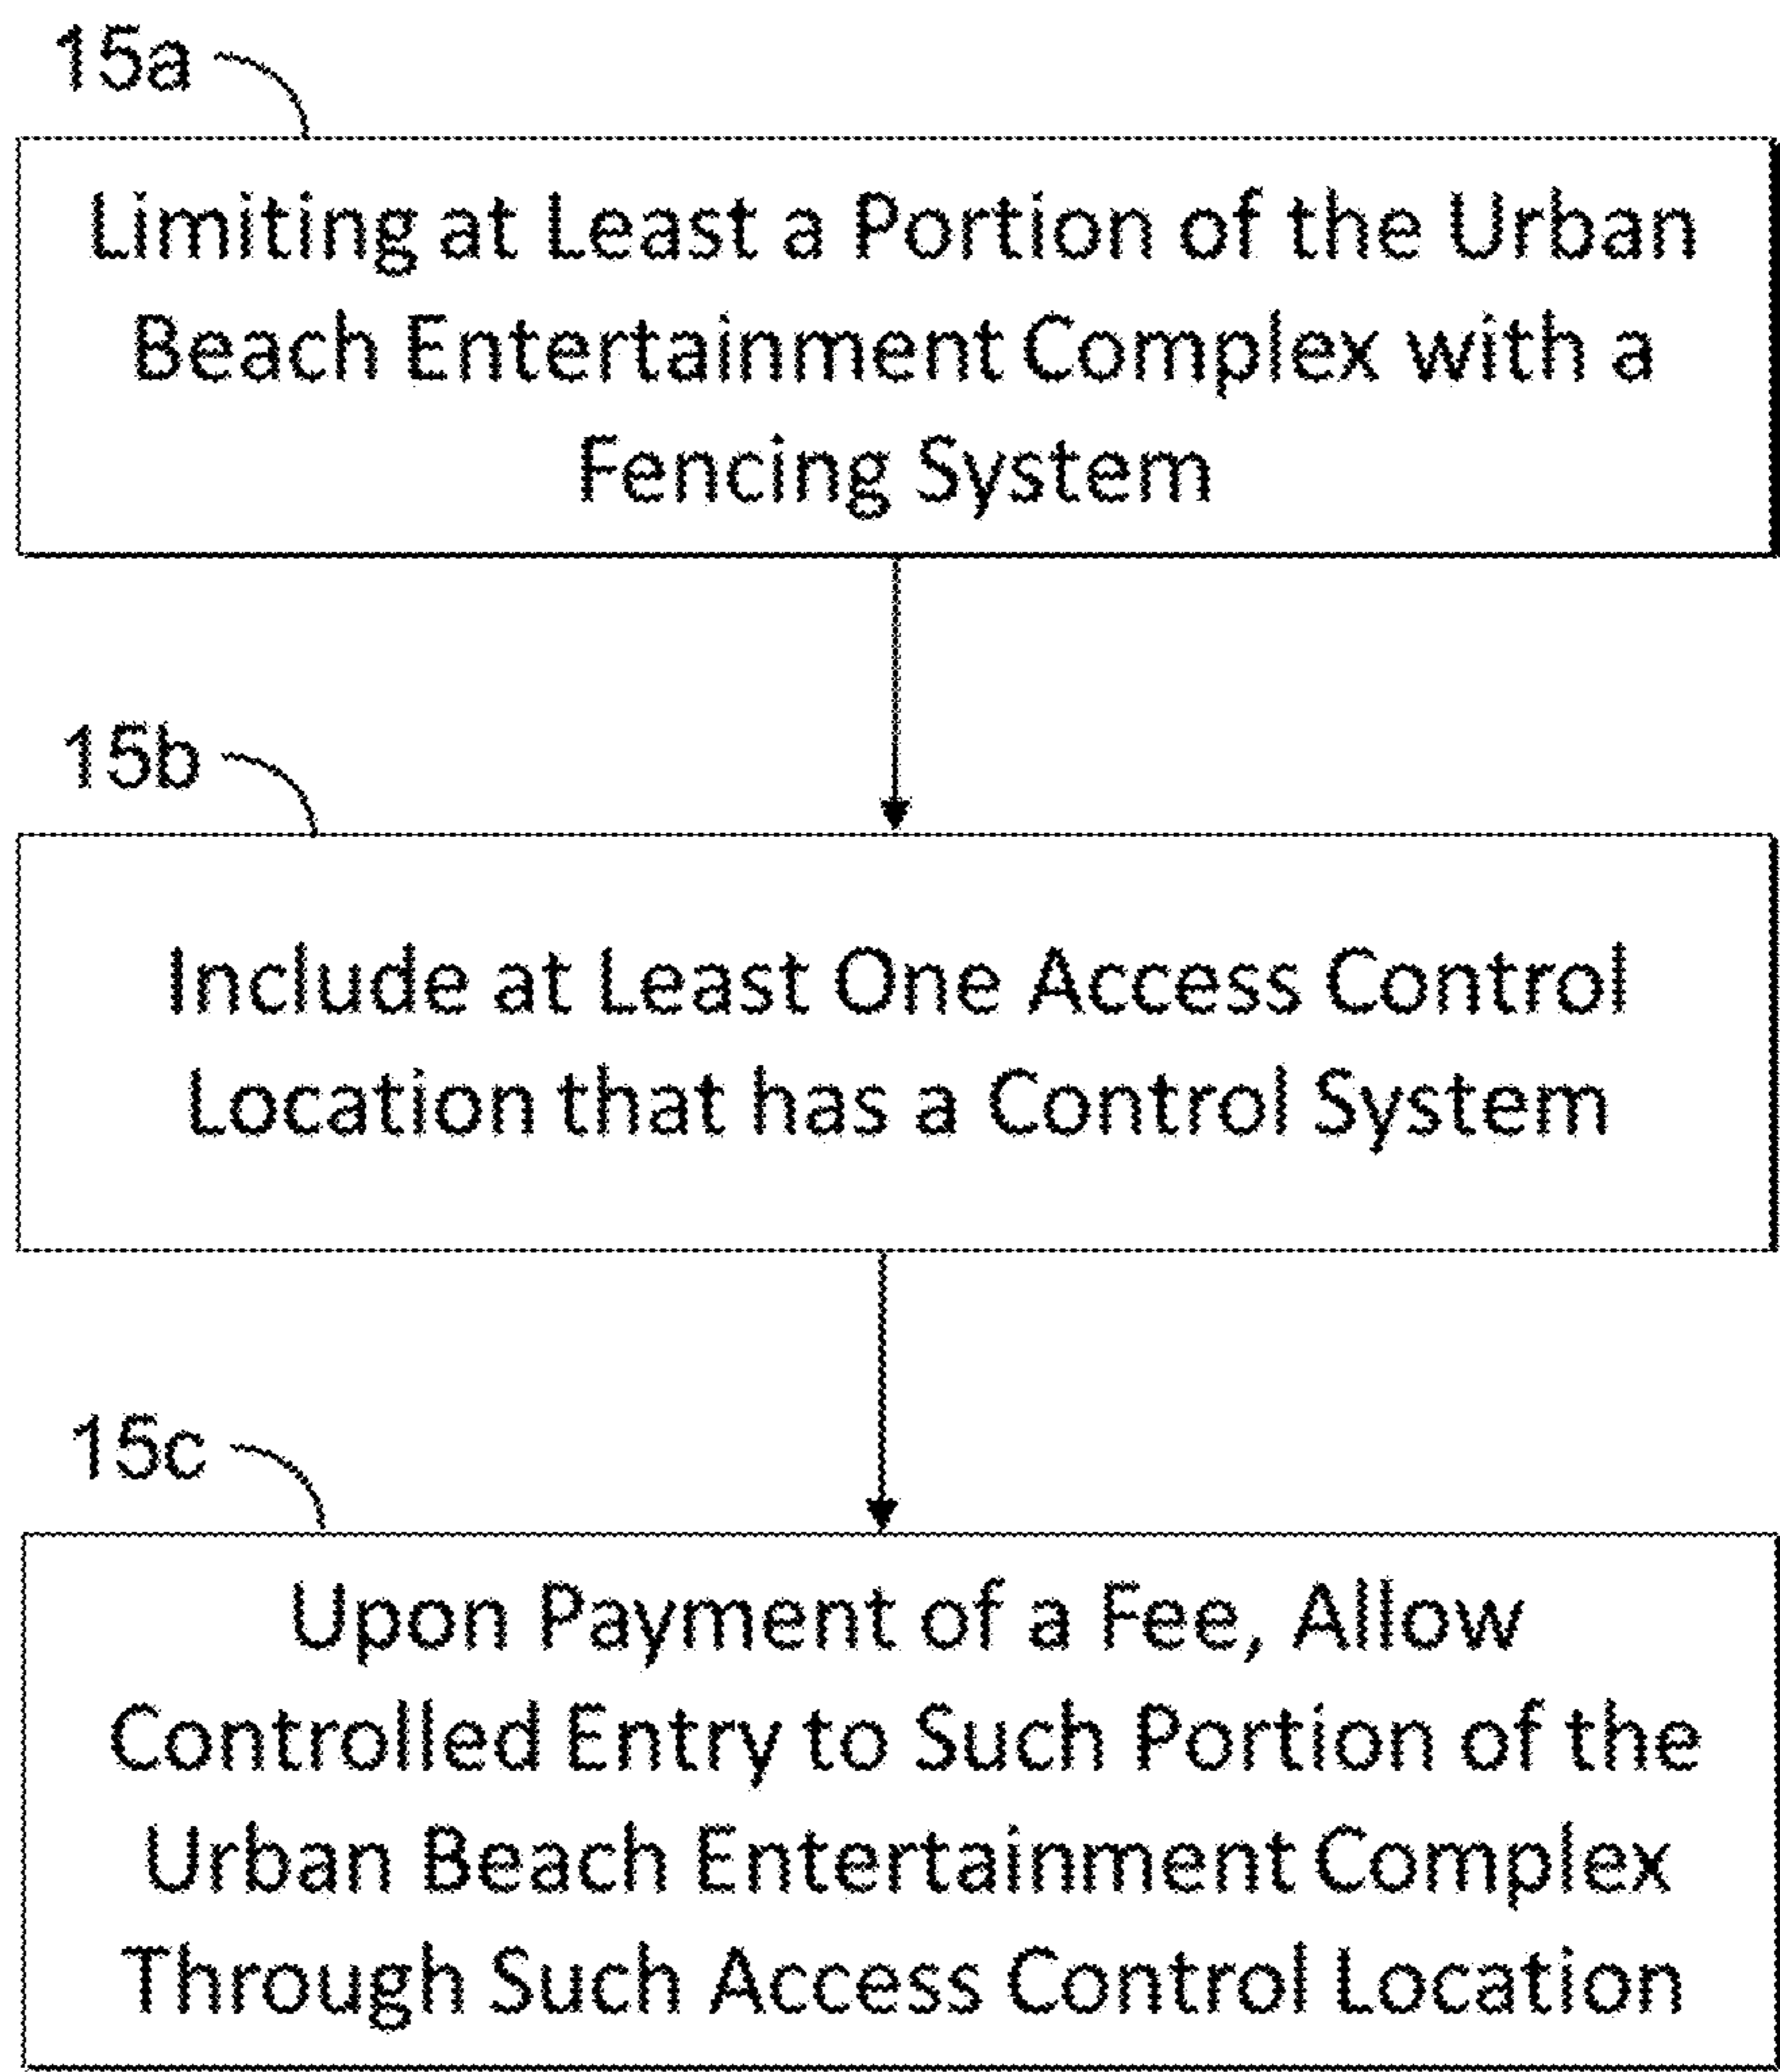 15a
Limiting at Least a Portion of the Urban
Beach Entertainment Complex with a
Fencing System
15b
Include at Least One Access Control
Location that has a Control System
15c
Upon Payment of a Fee, Allow
Controlled Entry to Such Portion of the
Urban Beach Entertainment Complex
Through Such Access Control Location